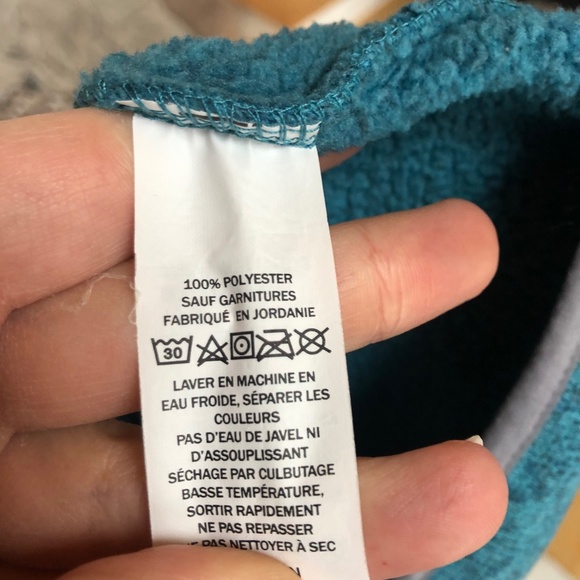 100% POLYESTER
SAUF GARNITURES
FABRIQUÉ EN JORDANIE
30
LAVER EN MACHINE EN
EAU FROIDE, SÉPARER LES
COULEURS
PAS D'EAU DE JAVEL NI
D'ASSOUPLISSANT
SÉCHAGE PAR CULBUTAGE
BASSE TEMPÉRATURE,
SORTIR RAPIDEMENT
NE PAS REPASSER
NE PAS NETTOYER À SEC